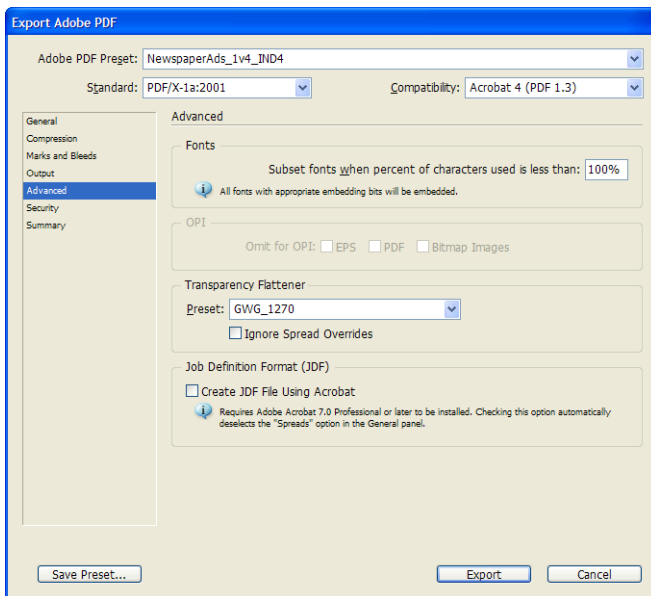 Export Adobe PDF
Adobe PDF Preset: NewspaperAds_1v4_IND4
Standard: PDF/X-1a:2001 Compatibility: Acrobat 4 (PDF 1.3)
General
Compression
Marks and Bleeds
Output
Advanced
Security
Summary
Advanced
Fonts
Subset fonts when percent of characters used is less than: 100%
All fonts with appropriate embedding bits will be embedded.
OPI
Omit for OPI: EPS PDF Bitmap Images
Transparency Flattener
Preset: GWG_1270
Ignore Spread Overrides
Job Definition Format (JDF)
Create JDF File Using Acrobat
Requires Adobe Acrobat 7.0 Professional or later to be installed. Checking this option automatically
deselects the "Spreads" option in the General panel.
Save Preset... Export Cancel